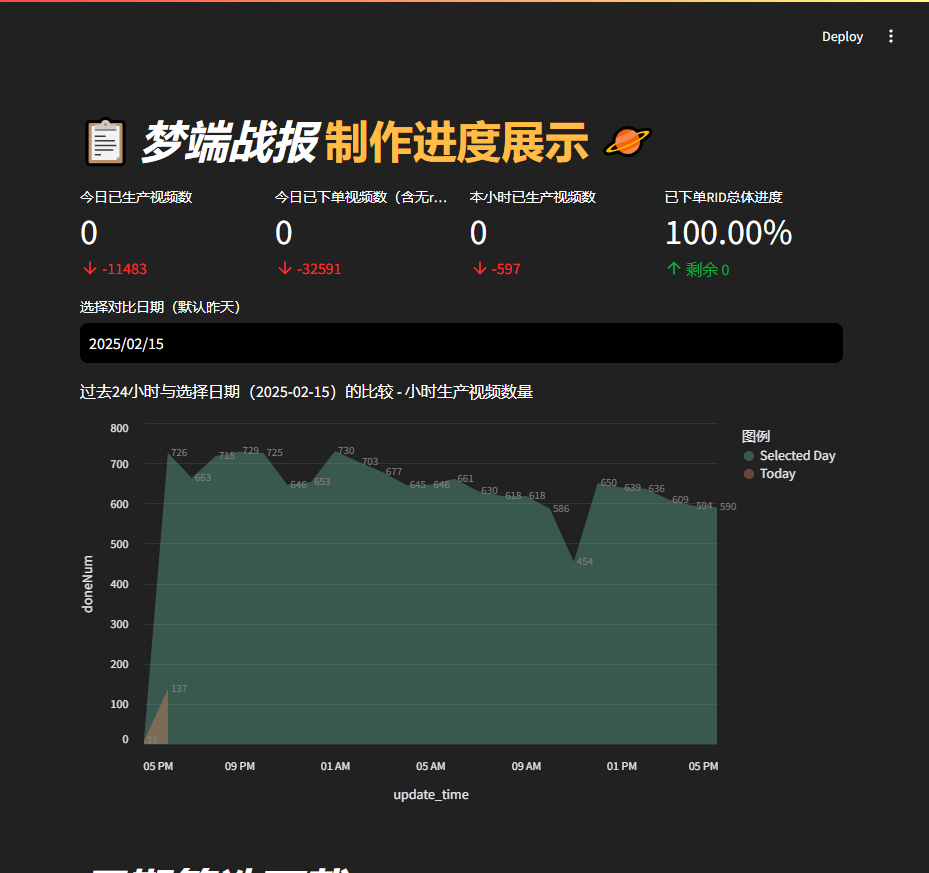 Deploy
梦端战报 制作进度展示
今日已生产视频数
0
-11483
今日已下单视频数（含无r...
0
-32591
本小时已生产视频数
0
-597
已下单RID总体进度
100.00%
剩余 0
选择对比日期（默认昨天）
2025/02/15
过去24小时与选择日期（2025-02-15）的比较 - 小时生产视频数量
图例
Selected Day
Today
doneNum
800
700
600
500
400
300
200
100
0
726
663
718
729
725
646
653
730
703
677
645
646
661
630
618
618
586
454
650
639
636
609
594
590
137
05 PM
09 PM
01 AM
05 AM
09 AM
01 PM
05 PM
update_time